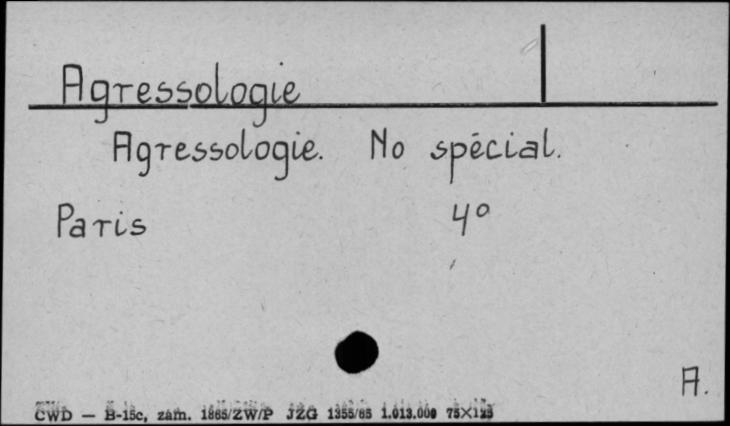 Agressologie
Agressologie. No spécial.
Paris 4°
A.
CWD — B-15c, zam. 1865/ZW/P JZG 1355/65 1.013.000 75×125